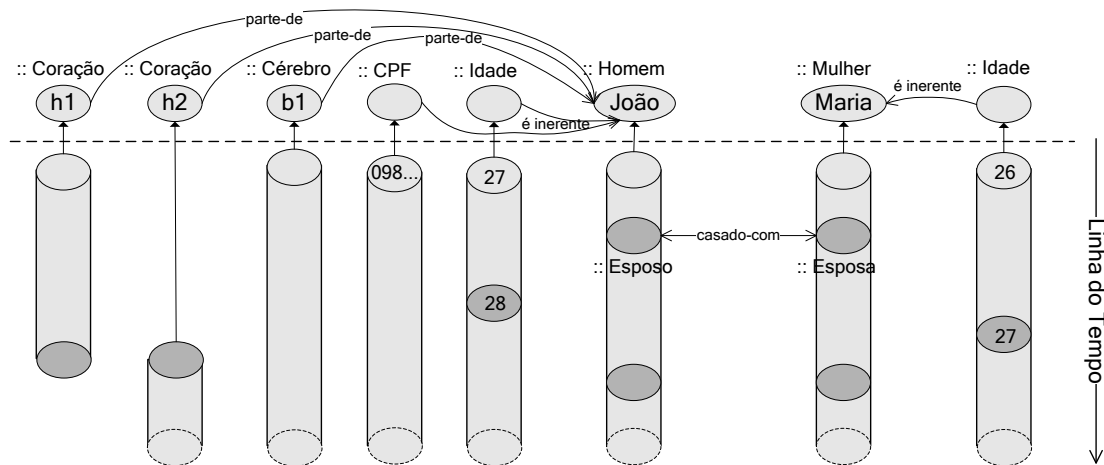 parte-de
parte-de
parte-de
:: Coração
:: Coração
:: Cérebro
:: CPF
:: Idade
:: Homem
:: Mulher
:: Idade
h1
h2
b1
João
Maria
é inerente
é inerente
098...
27
26
casado-com
:: Esposo
:: Esposa
28
27
Linha do Tempo